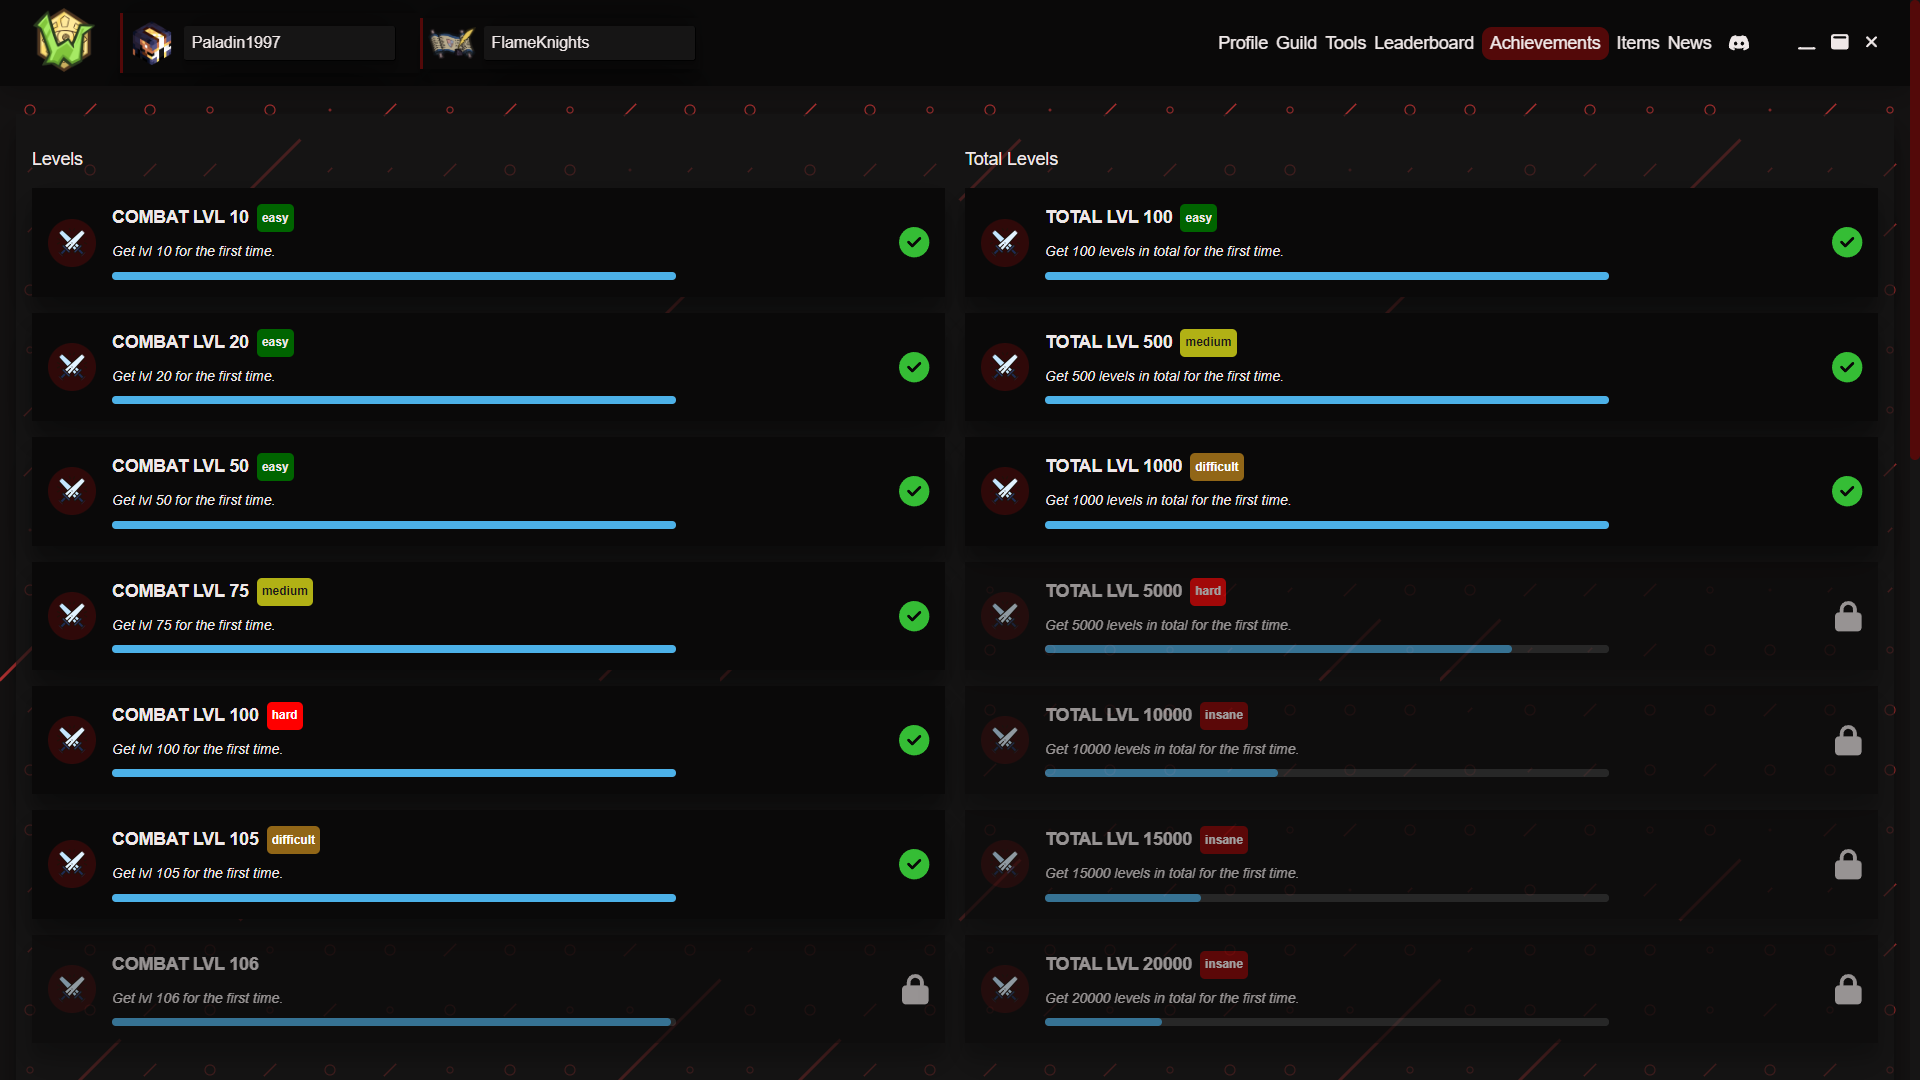 Paladin1997
FlameKnights
Profile Guild Tools Leaderboard Achievements Items News
Levels
COMBAT LVL 10 easy
Get lvl 10 for the first time.
COMBAT LVL 20 easy
Get lvl 20 for the first time.
COMBAT LVL 50 easy
Get lvl 50 for the first time.
COMBAT LVL 75 medium
Get lvl 75 for the first time.
COMBAT LVL 100 hard
Get lvl 100 for the first time.
COMBAT LVL 105 difficult
Get lvl 105 for the first time.
COMBAT LVL 106
Get lvl 106 for the first time.
Total Levels
TOTAL LVL 100 easy
Get 100 levels in total for the first time.
TOTAL LVL 500 medium
Get 500 levels in total for the first time.
TOTAL LVL 1000 difficult
Get 1000 levels in total for the first time.
TOTAL LVL 5000 hard
Get 5000 levels in total for the first time.
TOTAL LVL 10000 insane
Get 10000 levels in total for the first time.
TOTAL LVL 15000 insane
Get 15000 levels in total for the first time.
TOTAL LVL 20000 insane
Get 20000 levels in total for the first time.